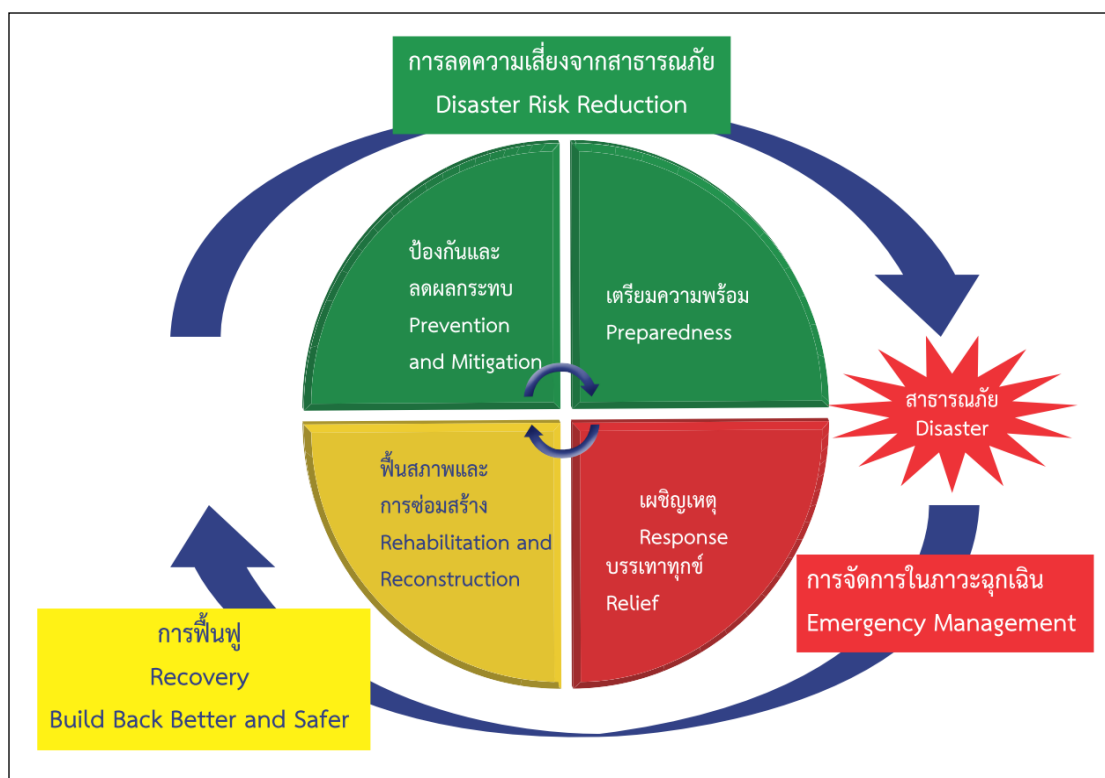 การลดความเสี่ยงจากสาธารณภัย
Disaster Risk Reduction
ป้องกันและ
ลดผลกระทบ
Prevention
and Mitigation
เตรียมความพร้อม
Preparedness
สาธารณภัย
Disaster
ฟื้นสภาพและ
การซ่อมสร้าง
Rehabilitation and
Reconstruction
เผชิญเหตุ
Response
บรรเทาทุกข์
Relief
การจัดการในภาวะฉุกเฉิน
Emergency Management
การฟื้นฟู
Recovery
Build Back Better and Safer